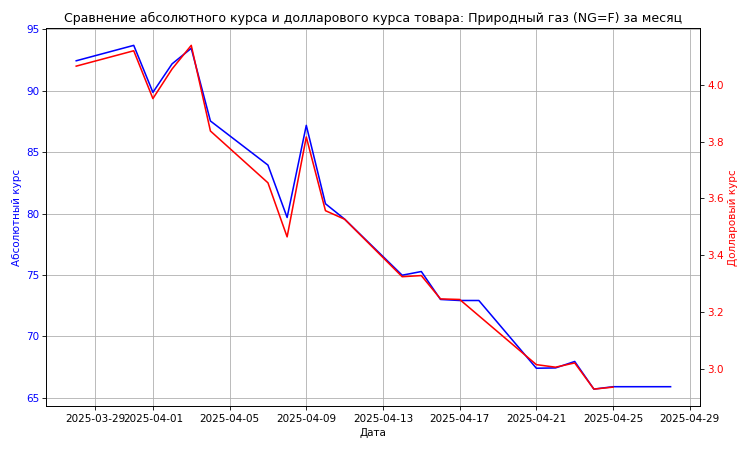 Сравнение абсолютного курса и долларового курса товара: Природный газ (NG=F) за месяц
95
90
85
80
75
70
65
Абсолютный курс
4.0
3.8
3.6
3.4
3.2
3.0
Долларовый курс
2025-03-29 2025-04-01 2025-04-05 2025-04-09 2025-04-13 2025-04-17 2025-04-21 2025-04-25 2025-04-29
Дата